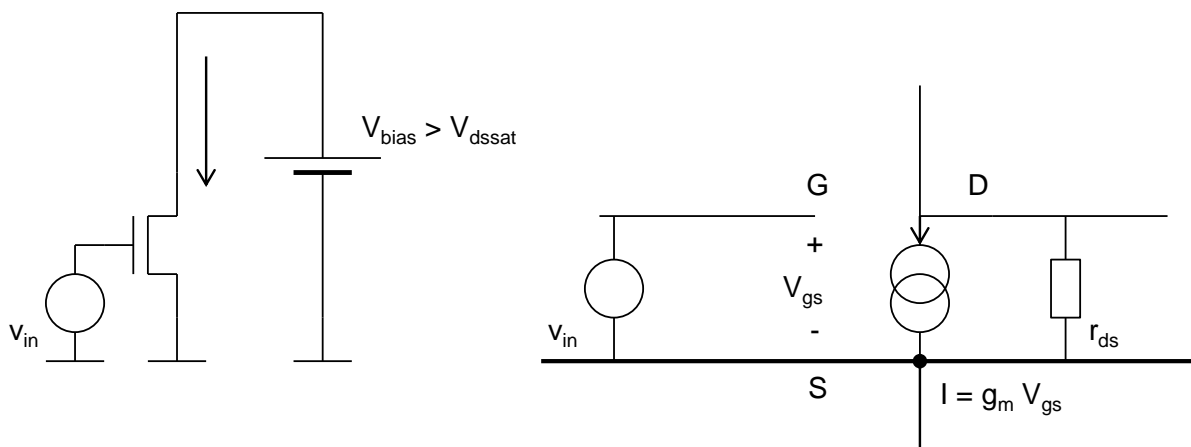 V_bias > V_dssat
v_in
G
D
+
V_gs
-
v_in
r_ds
S
I = g_m V_gs